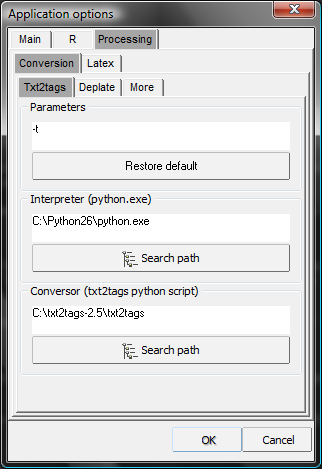 Application options
Main R Processing
Conversion Latex
Txt2tags Deplate More
Parameters
-t
Restore default
Interpreter (python.exe)
C:\Python26\python.exe
Search path
Conversor (txt2tags python script)
C:\txt2tags-2.5\txt2tags
Search path
OK Cancel